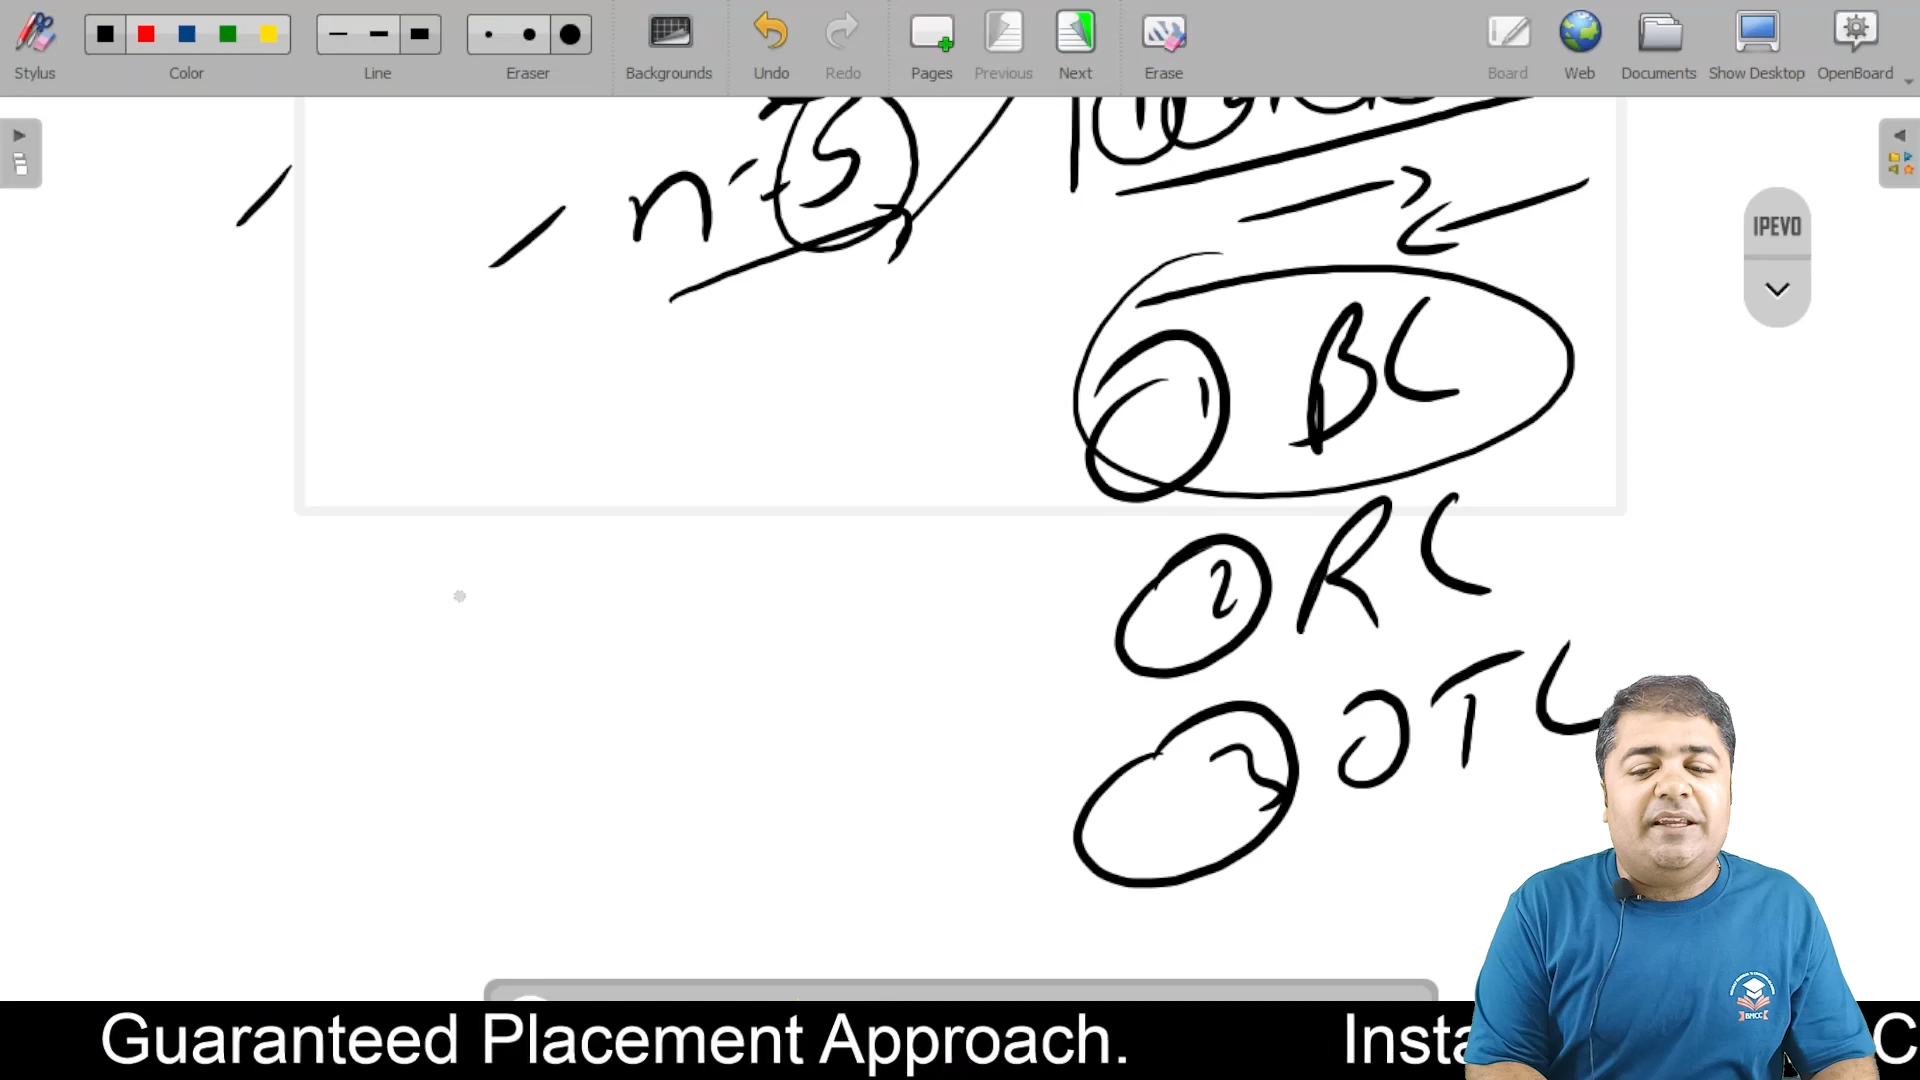 Stylus Color Line Eraser Backgrounds Undo Redo Pages Previous Next Erase Board Web Documents Show Desktop OpenBoard
n=5
IPEVO
1 BC
2 RC
3 OTC
BMCC
Guaranteed Placement Approach. Insta C